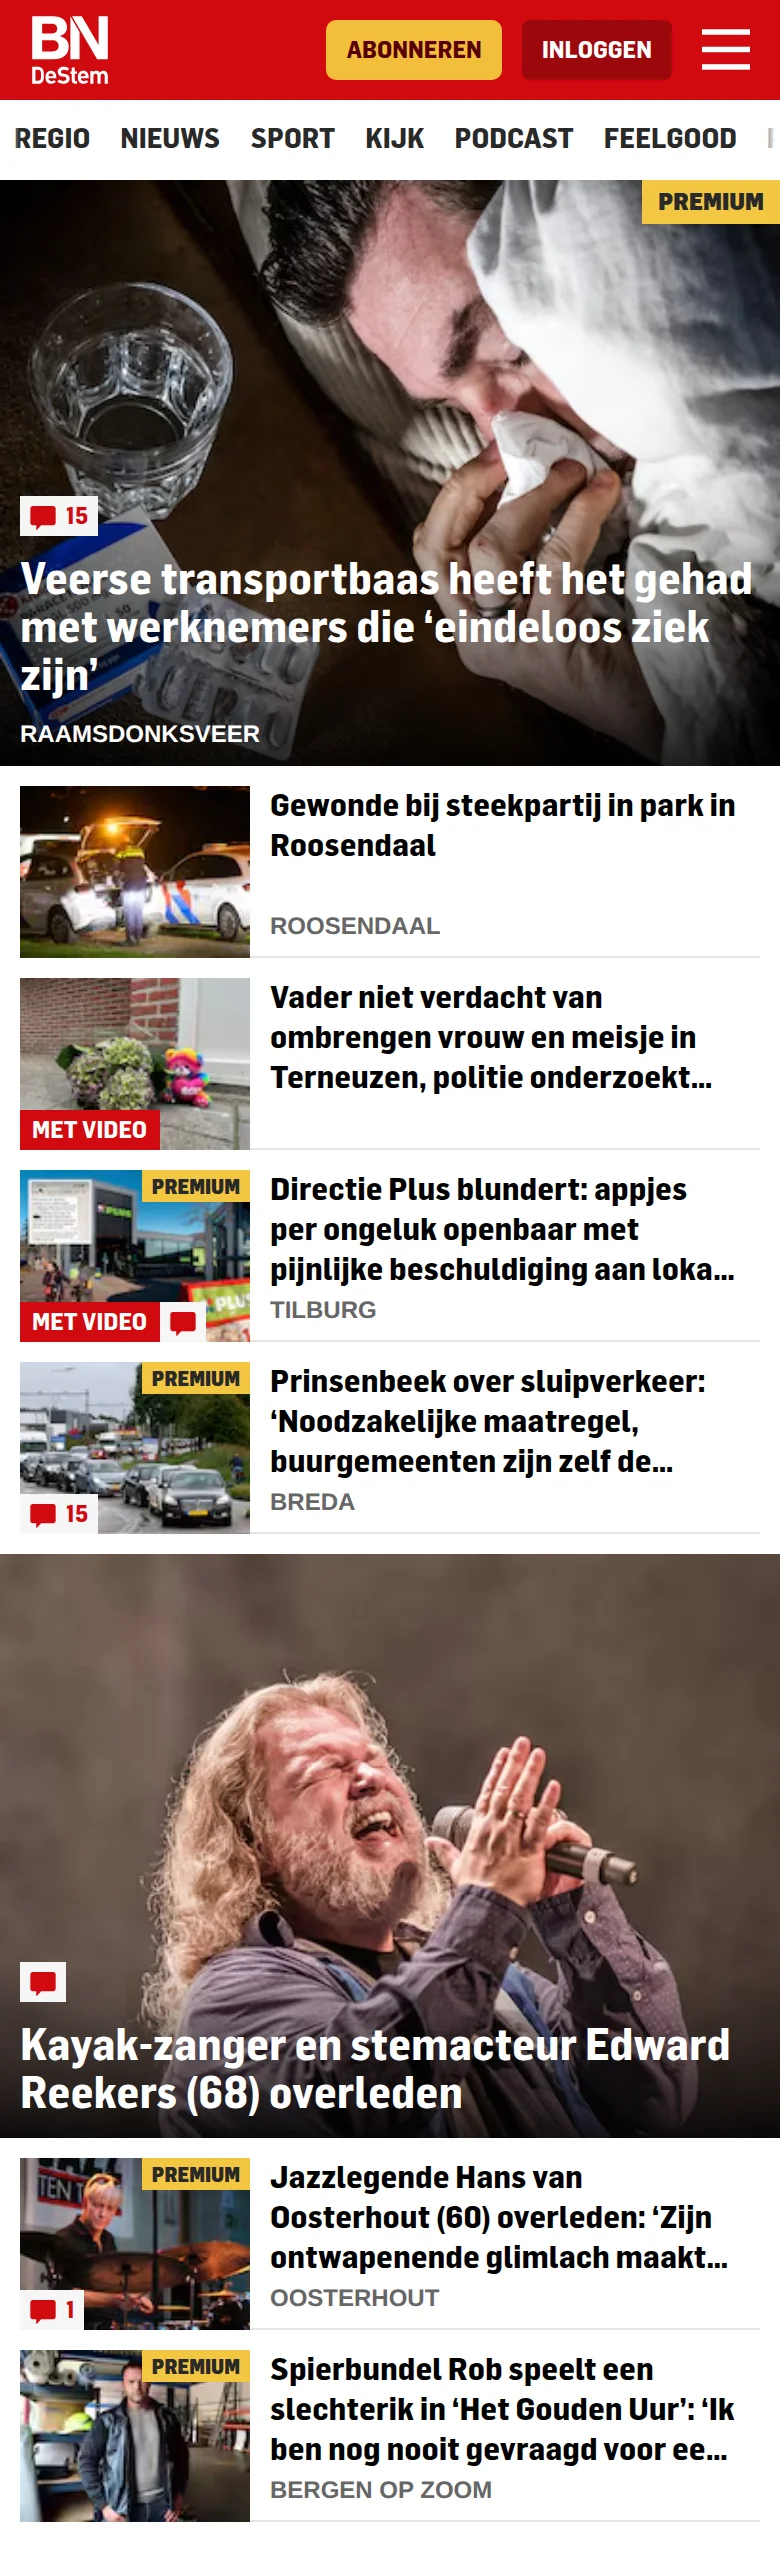 BN
DeStem
ABONNEREN
INLOGGEN
REGIO NIEUWS SPORT KIJK PODCAST FEELGOOD
PREMIUM
15
Veerse transportbaas heeft het gehad
met werknemers die ‘eindeloos ziek
zijn’
RAAMSDONKSVEER
Gewonde bij steekpartij in park in
Roosendaal
ROOSENDAAL
MET VIDEO
Vader niet verdacht van
ombrengen vrouw en meisje in
Terneuzen, politie onderzoekt...
PREMIUM
PLUS
PLUS
MET VIDEO
Directie Plus blundert: appjes
per ongeluk openbaar met
pijnlijke beschuldiging aan loka...
TILBURG
PREMIUM
15
Prinsenbeek over sluipverkeer:
‘Noodzakelijke maatregel,
buurgemeenten zijn zelf de...
BREDA
Kayak-zanger en stemacteur Edward
Reekers (68) overleden
PREMIUM
1
Jazzlegende Hans van
Oosterhout (60) overleden: ‘Zijn
ontwapenende glimlach maakt...
OOSTERHOUT
PREMIUM
Spierbundel Rob speelt een
slechterik in ‘Het Gouden Uur’: ‘Ik
ben nog nooit gevraagd voor ee...
BERGEN OP ZOOM